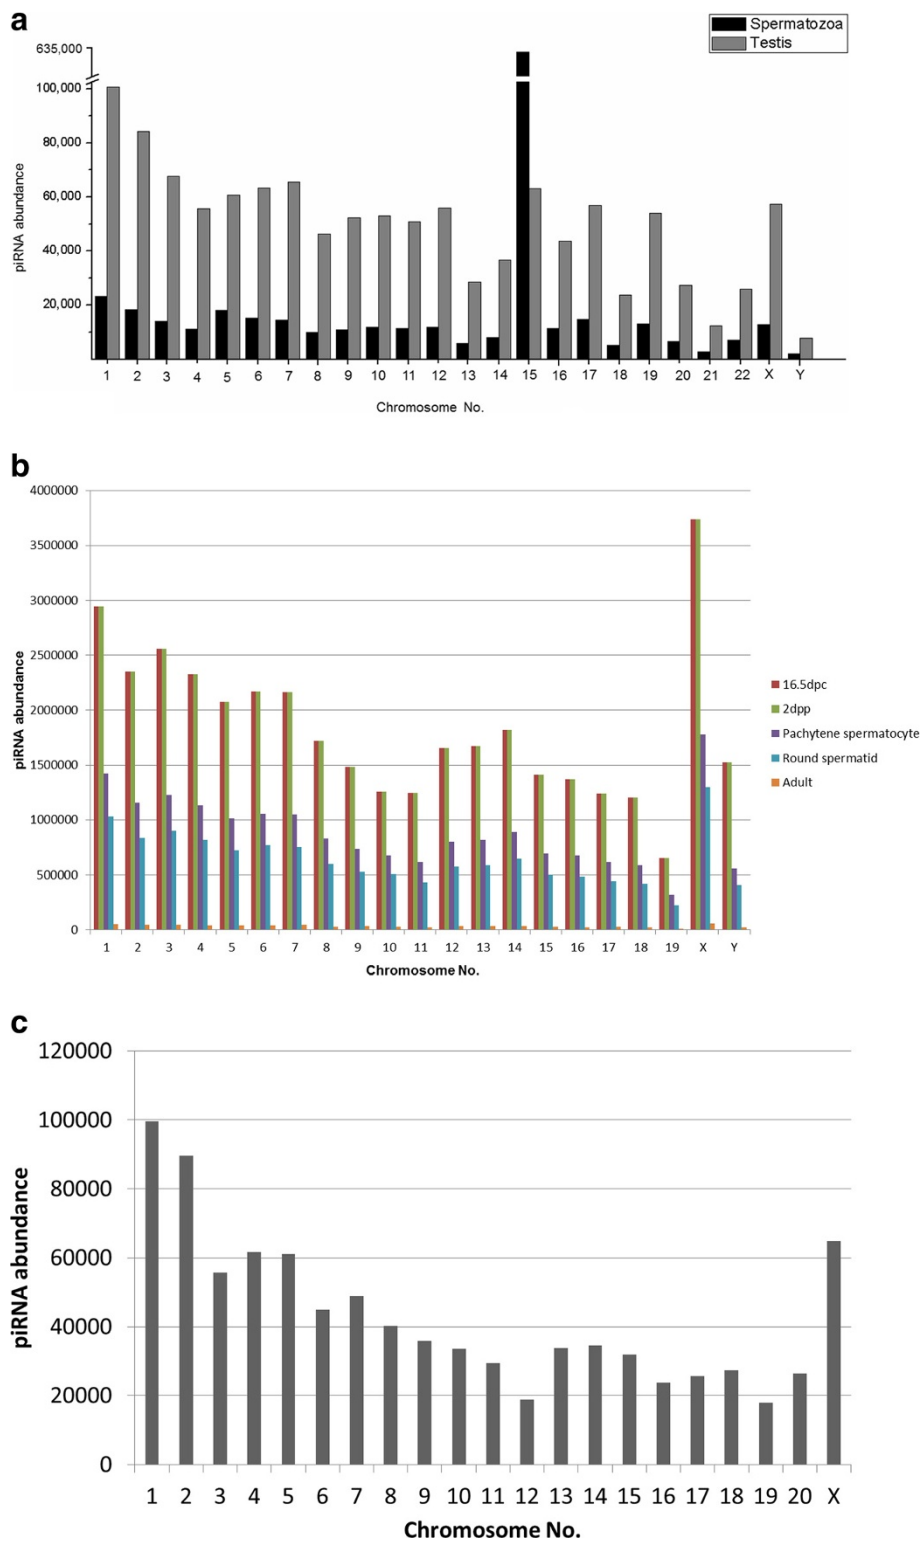 a
Spermatozoa
Testis
635,000
100,000
80,000
60,000
40,000
20,000
piRNA abundance
1 2 3 4 5 6 7 8 9 10 11 12 13 14 15 16 17 18 19 20 21 22 X Y
Chromosome No.
b
4000000
3500000
3000000
2500000
2000000
1500000
1000000
500000
0
piRNA abundance
1 2 3 4 5 6 7 8 9 10 11 12 13 14 15 16 17 18 19 X Y
Chromosome No.
16.5dpc
2dpp
Pachytene spermatocyte
Round spermatid
Adult
c
120000
100000
80000
60000
40000
20000
0
piRNA abundance
1 2 3 4 5 6 7 8 9 10 11 12 13 14 15 16 17 18 19 20 X
Chromosome No.